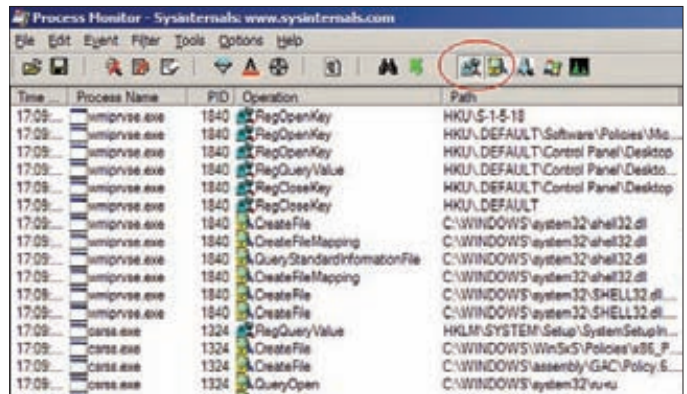 Process Monitor - Sysinternals: www.sysinternals.com
File Edit Event Filter Tools Options Help
Time ... Process Name PID Operation Path
17:09:... wmiprvse.exe 1840 RegOpenKey HKU\S-1-5-18
17:09:... wmiprvse.exe 1840 RegOpenKey HKU\.DEFAULT\Software\Policies\Mic...
17:09:... wmiprvse.exe 1840 RegOpenKey HKU\.DEFAULT\Control Panel\Desktop
17:09:... wmiprvse.exe 1840 RegQueryValue HKU\.DEFAULT\Control Panel\Deskto...
17:09:... wmiprvse.exe 1840 RegCloseKey HKU\.DEFAULT\Control Panel\Desktop
17:09:... wmiprvse.exe 1840 RegCloseKey HKU\.DEFAULT
17:09:... wmiprvse.exe 1840 CreateFile C:\WINDOWS\system32\shell32.dll
17:09:... wmiprvse.exe 1840 CreateFileMapping C:\WINDOWS\system32\shell32.dll
17:09:... wmiprvse.exe 1840 QueryStandardInformationFile C:\WINDOWS\system32\shell32.dll
17:09:... wmiprvse.exe 1840 CreateFileMapping C:\WINDOWS\system32\shell32.dll
17:09:... wmiprvse.exe 1840 CreateFile C:\WINDOWS\system32\SHELL32.dll....
17:09:... wmiprvse.exe 1840 CreateFile C:\WINDOWS\system32\SHELL32.dll....
17:09:... csrss.exe 1324 RegQueryValue HKLM\SYSTEM\Setup\SystemSetupIn...
17:09:... csrss.exe 1324 CreateFile C:\WINDOWS\WinSxS\Policies\x86_P...
17:09:... csrss.exe 1324 CreateFile C:\WINDOWS\assembly\GAC\Policy.6...
17:09:... csrss.exe 1324 QueryOpen C:\WINDOWS\system32\ru-ru